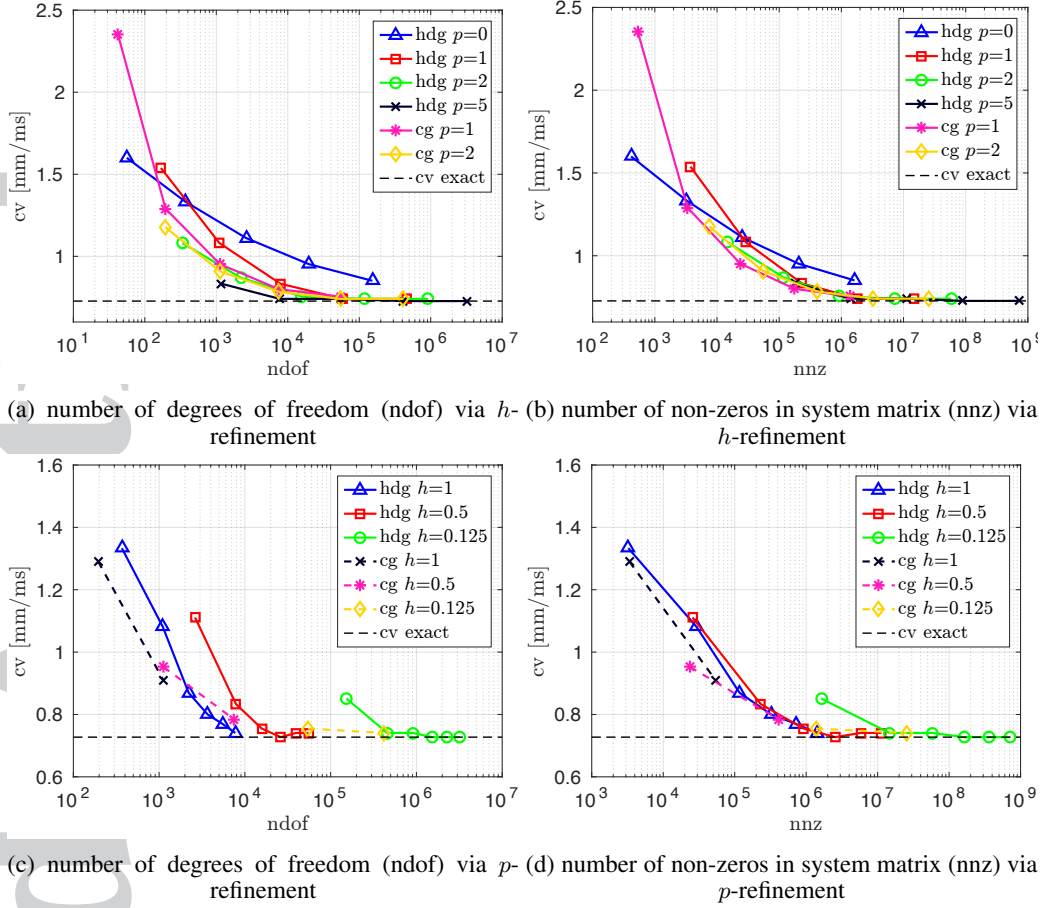 2.5
2
1.5
1
cv [mm/ms]
10^1 10^2 10^3 10^4 10^5 10^6 10^7
ndof
hdg p=0
hdg p=1
hdg p=2
hdg p=5
cg p=1
cg p=2
cv exact
2.5
2
1.5
1
cv [mm/ms]
10^2 10^3 10^4 10^5 10^6 10^7 10^8 10^9
nnz
hdg p=0
hdg p=1
hdg p=2
hdg p=5
cg p=1
cg p=2
cv exact
(a) number of degrees of freedom (ndof) via h-
refinement
(b) number of non-zeros in system matrix (nnz) via
h-refinement
1.6
1.4
1.2
1
0.8
0.6
cv [mm/ms]
10^2 10^3 10^4 10^5 10^6 10^7
ndof
hdg h=1
hdg h=0.5
hdg h=0.125
cg h=1
cg h=0.5
cg h=0.125
cv exact
1.6
1.4
1.2
1
0.8
0.6
cv [mm/ms]
10^3 10^4 10^5 10^6 10^7 10^8 10^9
nnz
hdg h=1
hdg h=0.5
hdg h=0.125
cg h=1
cg h=0.5
cg h=0.125
cv exact
(c) number of degrees of freedom (ndof) via p-
refinement
(d) number of non-zeros in system matrix (nnz) via
p-refinement